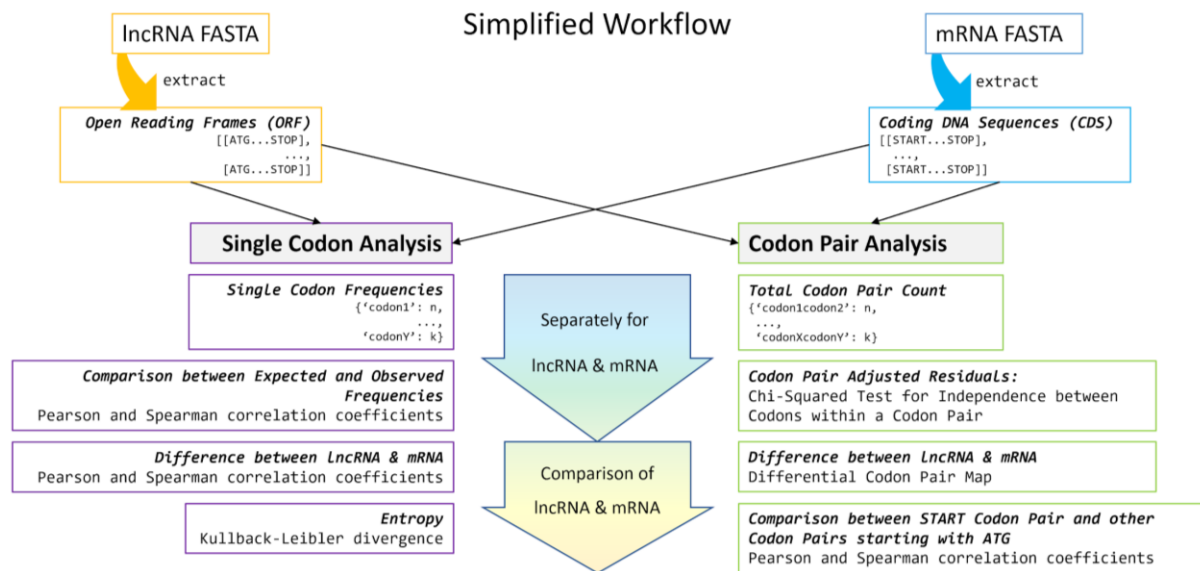 Simplified Workflow
lncRNA FASTA
extract
Open Reading Frames (ORF)
[[ATG...STOP],
...,
[ATG...STOP]]
mRNA FASTA
extract
Coding DNA Sequences (CDS)
[[START...STOP],
...,
[START...STOP]]
Single Codon Analysis
Single Codon Frequencies
{‘codon1’: n,
...,
‘codonY’: k}
Comparison between Expected and Observed
Frequencies
Pearson and Spearman correlation coefficients
Difference between lncRNA & mRNA
Pearson and Spearman correlation coefficients
Entropy
Kullback-Leibler divergence
Separately for
lncRNA & mRNA
Comparison of
lncRNA & mRNA
Codon Pair Analysis
Total Codon Pair Count
{‘codon1codon2’: n,
...,
‘codonXcodonY’: k}
Codon Pair Adjusted Residuals:
Chi-Squared Test for Independence between
Codons within a Codon Pair
Difference between lncRNA & mRNA
Differential Codon Pair Map
Comparison between START Codon Pair and other
Codon Pairs starting with ATG
Pearson and Spearman correlation coefficients